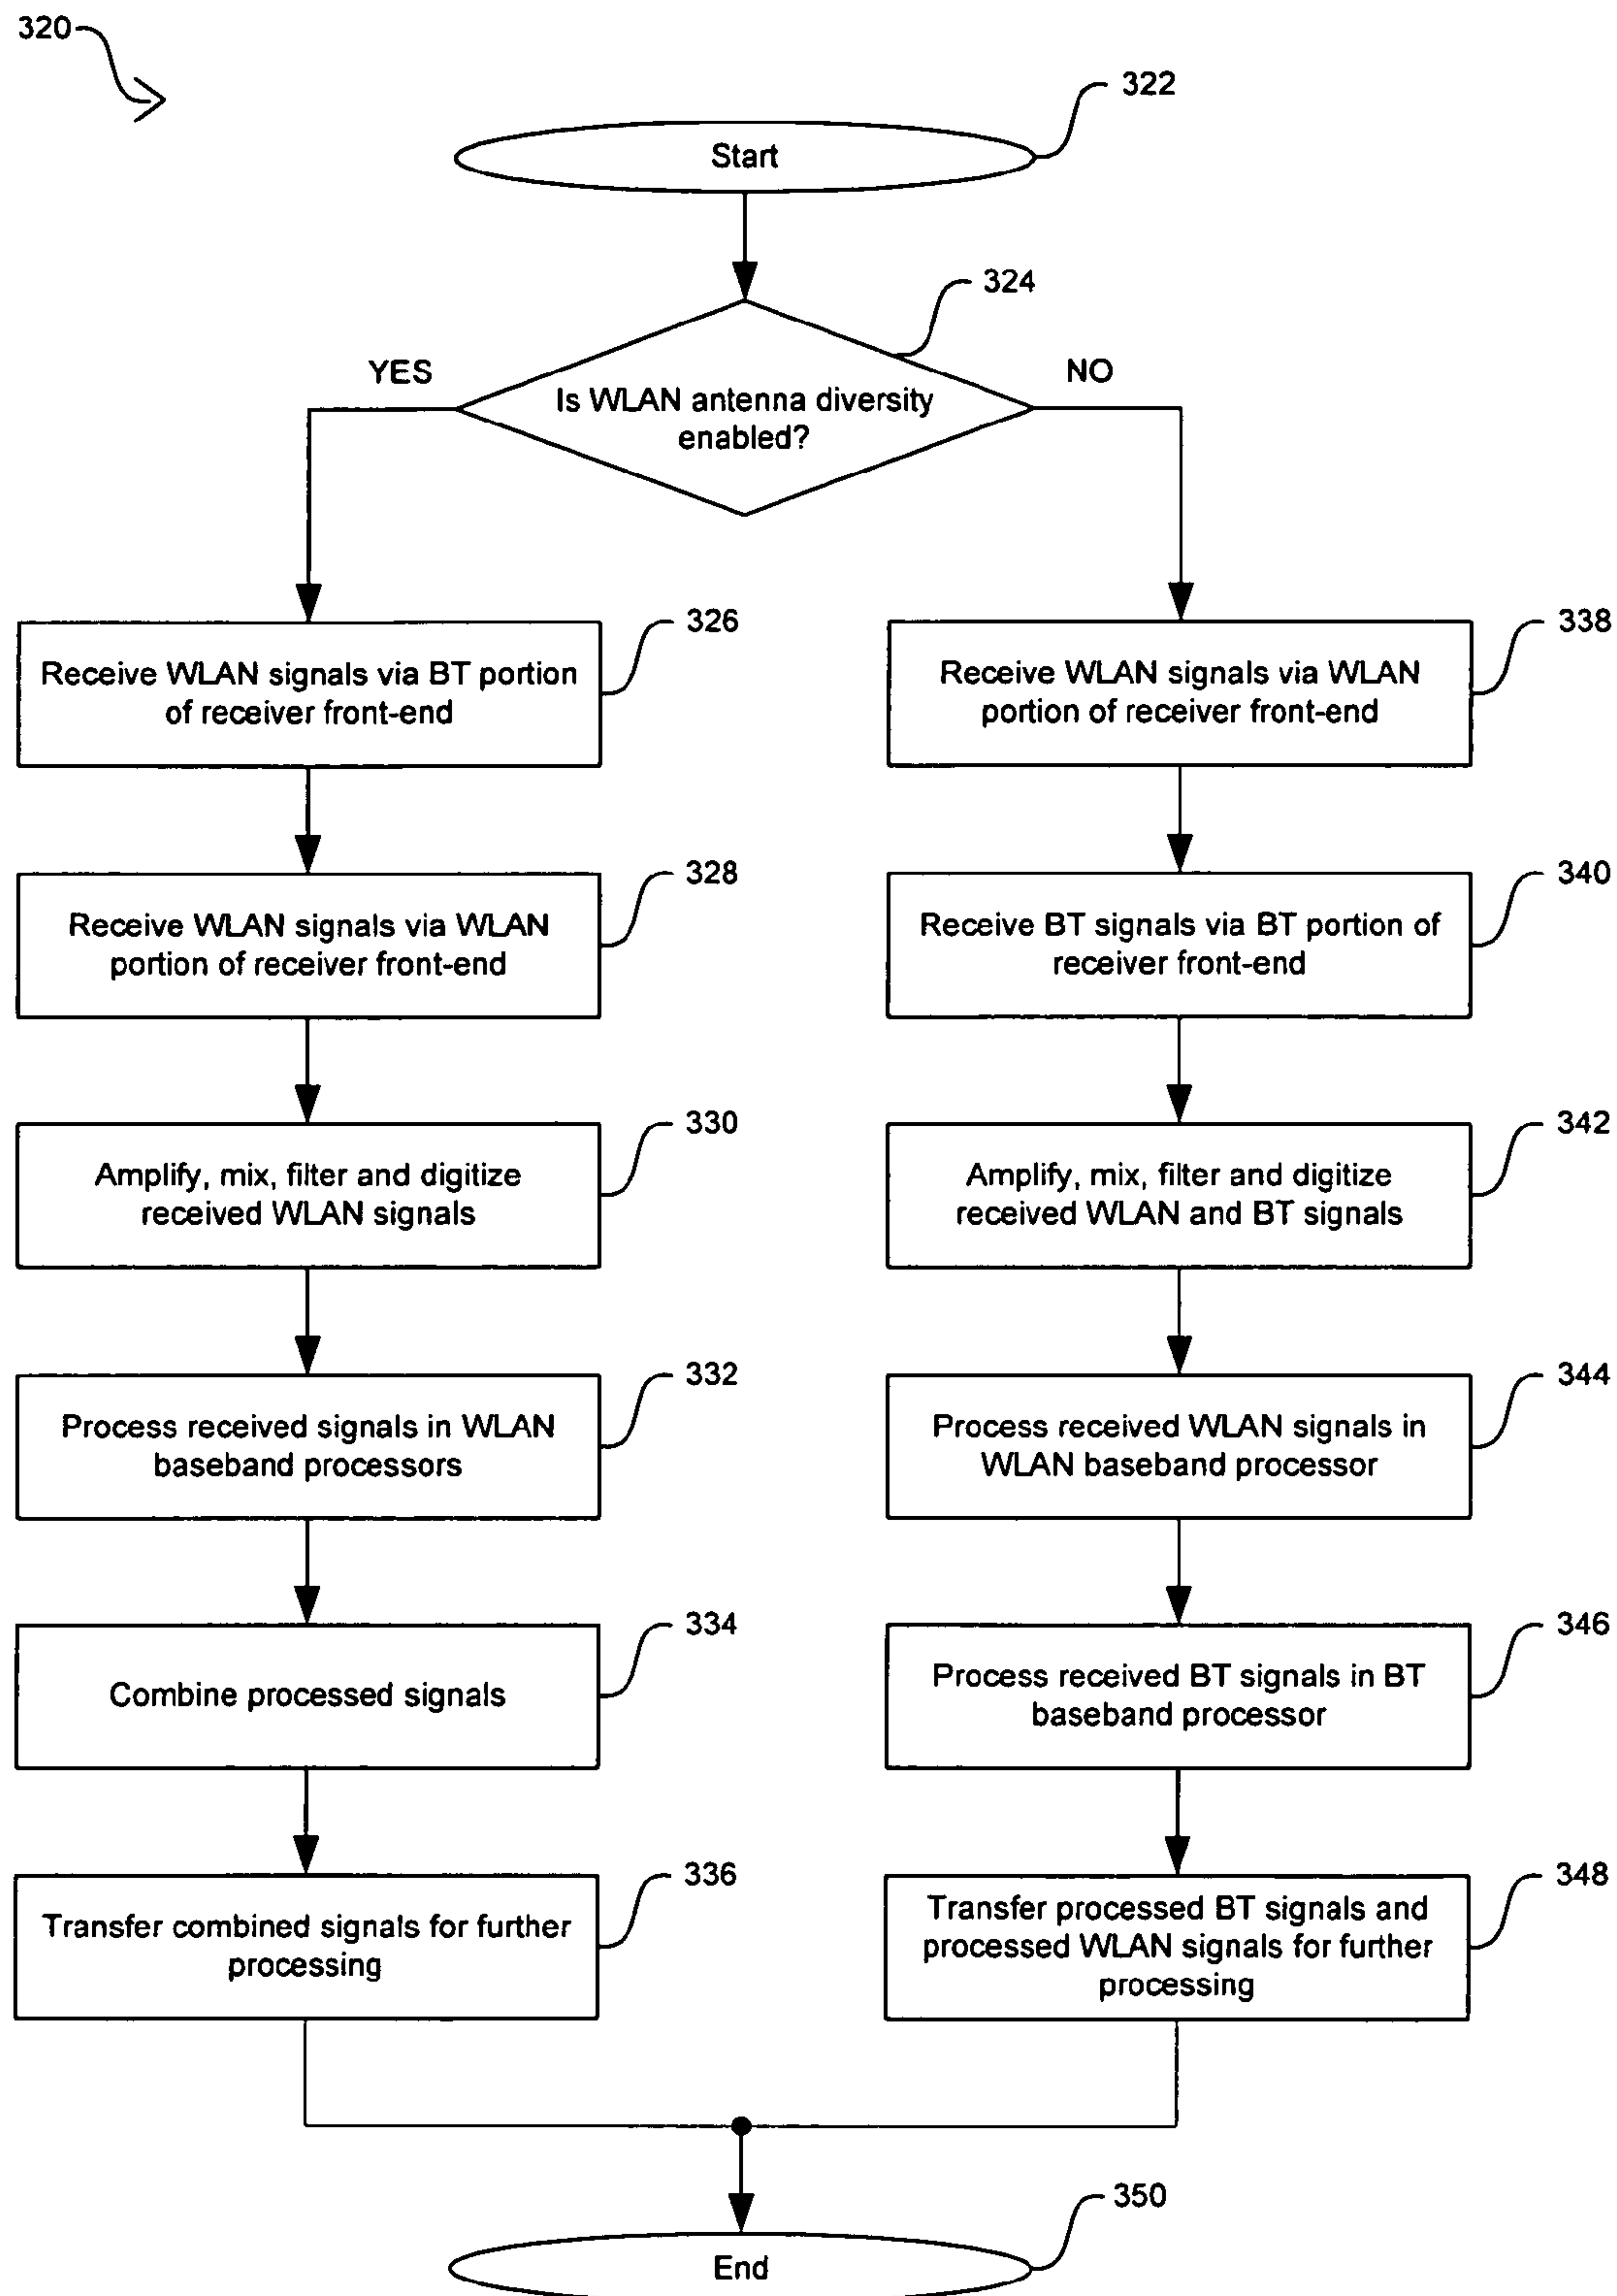 320
322
Start
324
YES
NO
Is WLAN antenna diversity
enabled?
326
Receive WLAN signals via BT portion
of receiver front-end
338
Receive WLAN signals via WLAN
portion of receiver front-end
328
Receive WLAN signals via WLAN
portion of receiver front-end
340
Receive BT signals via BT portion of
receiver front-end
330
Amplify, mix, filter and digitize
received WLAN signals
342
Amplify, mix, filter and digitize
received WLAN and BT signals
332
Process received signals in WLAN
baseband processors
344
Process received WLAN signals in
WLAN baseband processor
334
Combine processed signals
346
Process received BT signals in BT
baseband processor
336
Transfer combined signals for further
processing
348
Transfer processed BT signals and
processed WLAN signals for further
processing
350
End